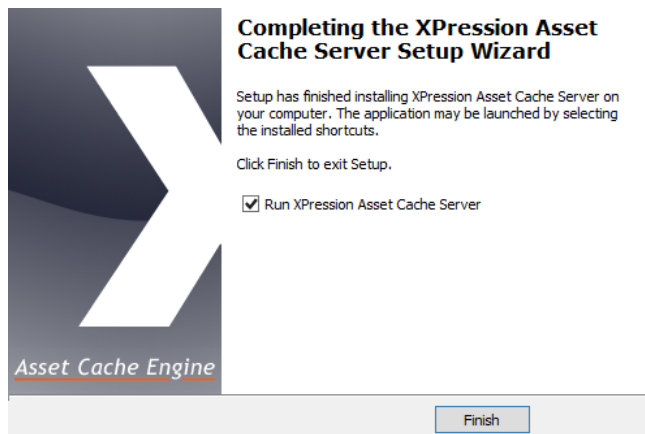 Completing the XPression Asset
Cache Server Setup Wizard
Setup has finished installing XPression Asset Cache Server on
your computer. The application may be launched by selecting
the installed shortcuts.
Click Finish to exit Setup.
Run XPression Asset Cache Server
Asset Cache Engine
Finish